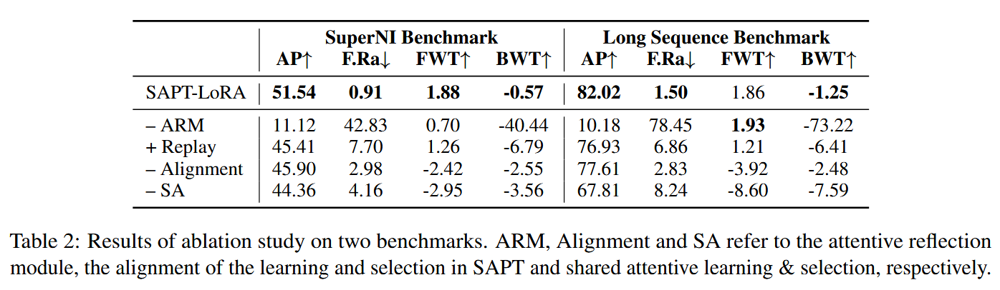 SuperNI Benchmark Long Sequence Benchmark
AP↑ F.Ra↓ FWT↑ BWT↑ AP↑ F.Ra↓ FWT↑ BWT↑
SAPT-LoRA 51.54 0.91 1.88 -0.57 82.02 1.50 1.86 -1.25
– ARM 11.12 42.83 0.70 -40.44 10.18 78.45 1.93 -73.22
+ Replay 45.41 7.70 1.26 -6.79 76.93 6.86 1.21 -6.41
– Alignment 45.90 2.98 -2.42 -2.55 77.61 2.83 -3.92 -2.48
– SA 44.36 4.16 -2.95 -3.56 67.81 8.24 -8.60 -7.59
Table 2: Results of ablation study on two benchmarks. ARM, Alignment and SA refer to the attentive reflection
module, the alignment of the learning and selection in SAPT and shared attentive learning & selection, respectively.